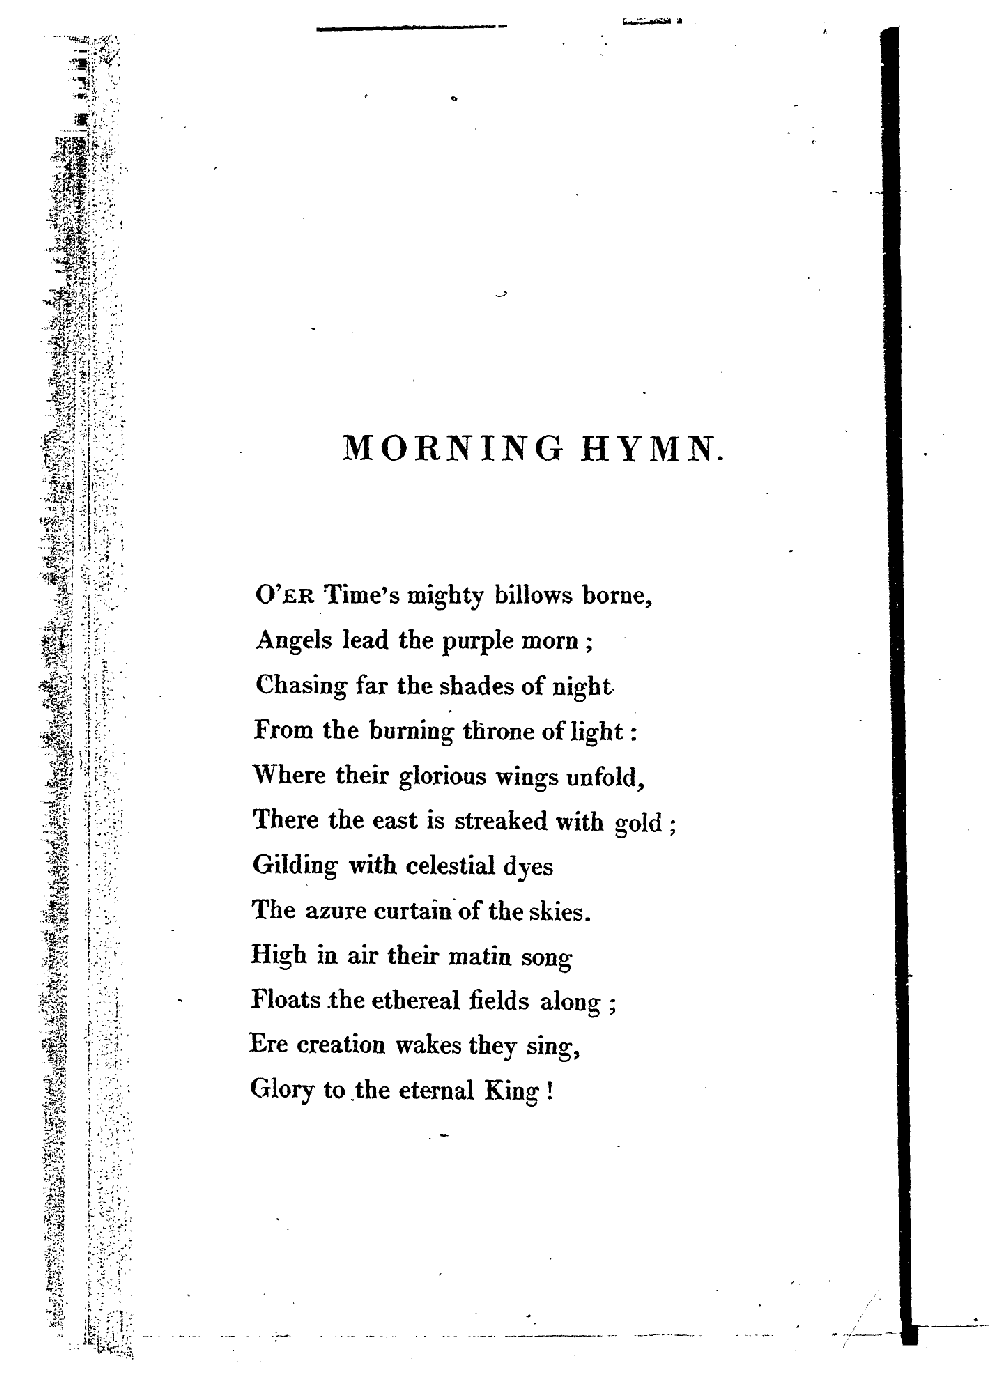 MORNING HYMN.
O'ER Time's mighty billows borne,
Angels lead the purple morn ;
Chasing far the shades of night
From the burning throne of light :
Where their glorious wings unfold,
There the east is streaked with gold ;
Gilding with celestial dyes
The azure curtain of the skies.
High in air their matin song
Floats the ethereal fields along ;
Ere creation wakes they sing,
Glory to the eternal King !